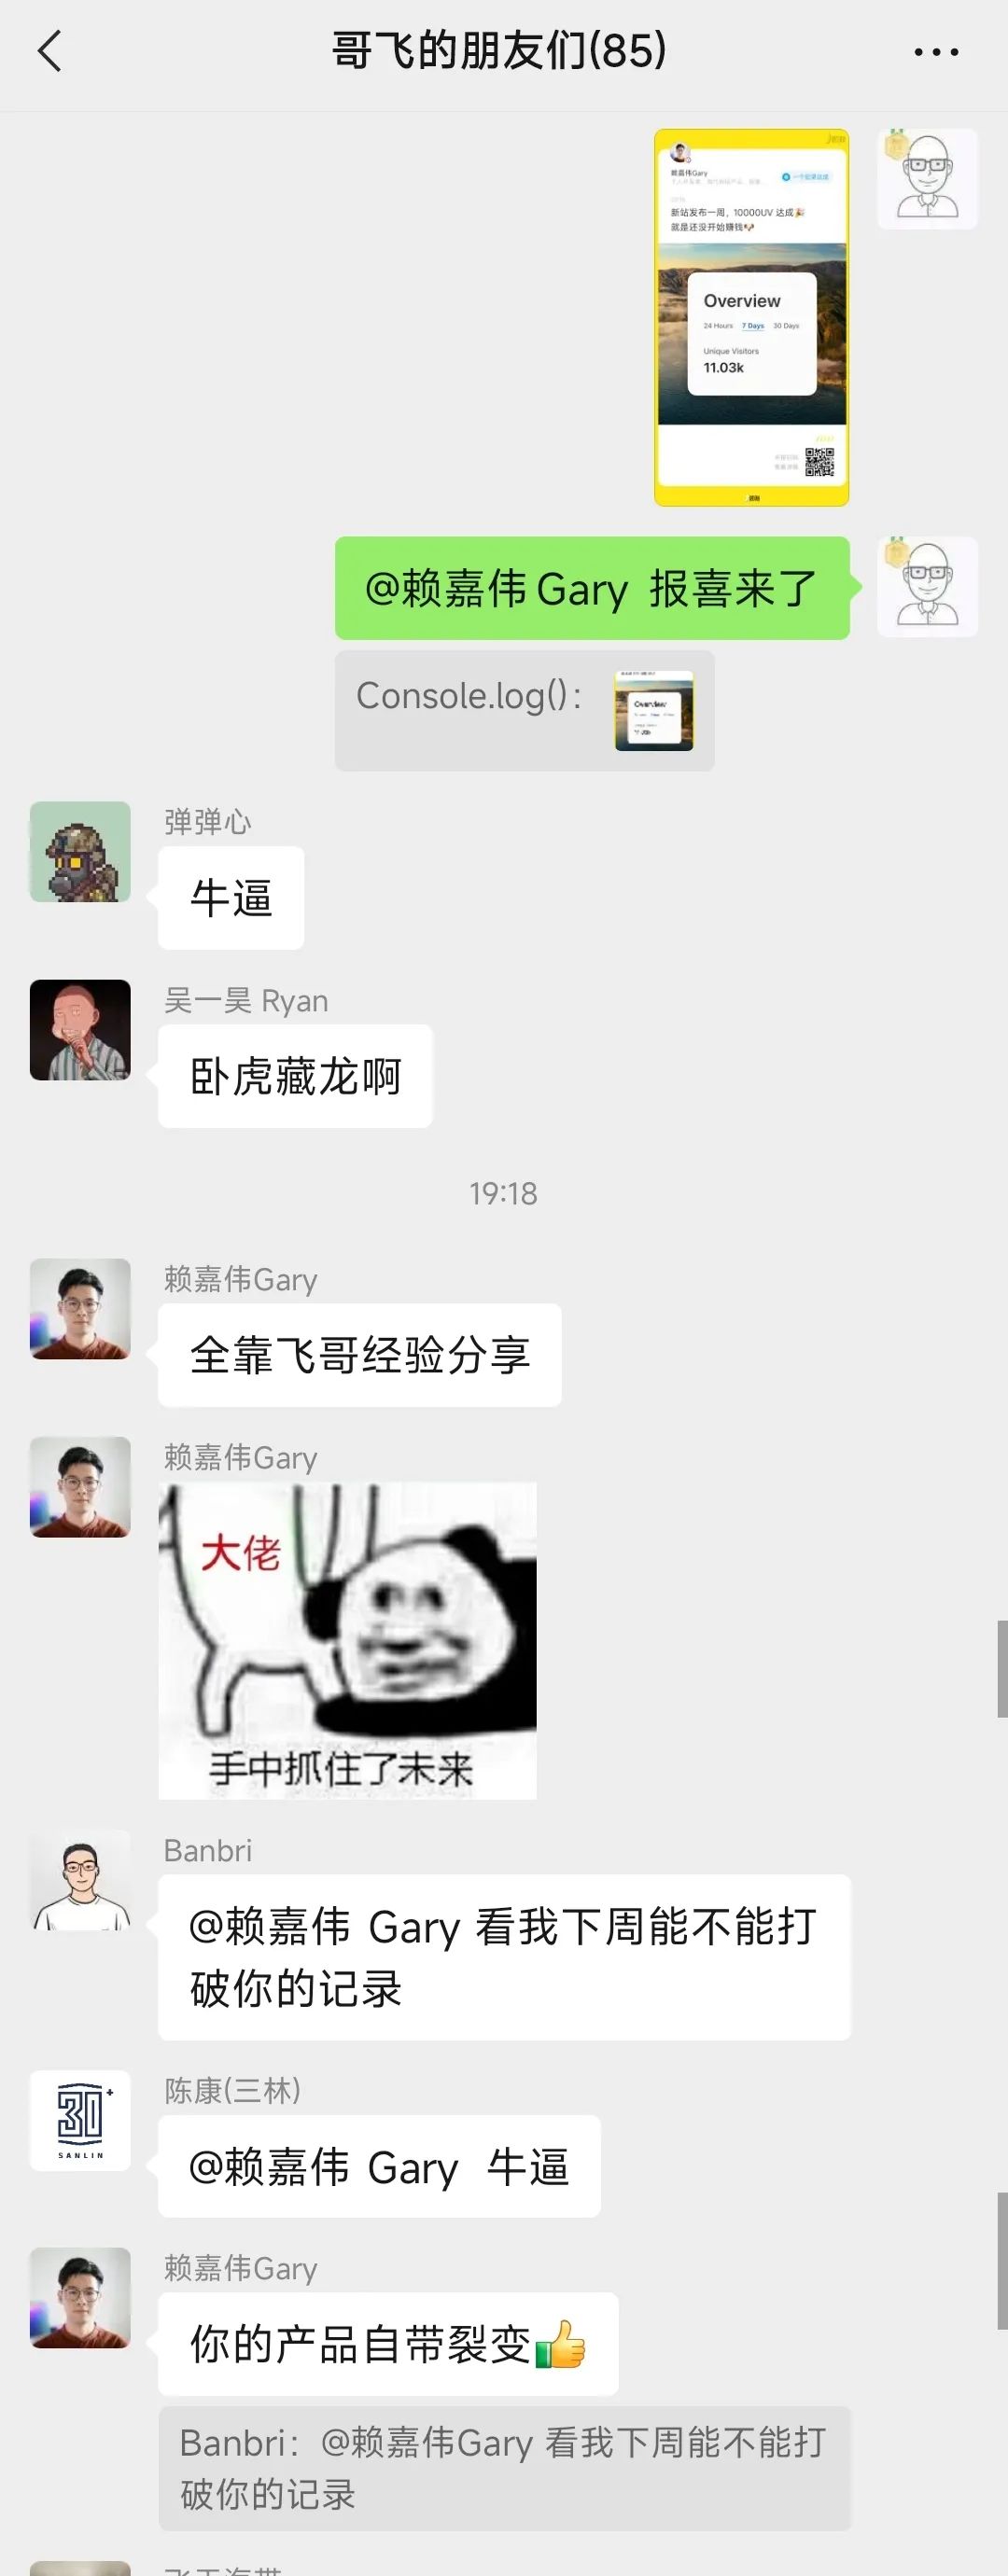 哥飞的朋友们(85)
赖嘉伟Gary
新站发布一周，10000UV 达成🎉
就是还没开始赚钱🐶
Overview
24 Hours 7 Days 30 Days
Unique Visitors
11.03k
@赖嘉伟Gary 报喜来了
Console.log()：
弹弹心
牛逼
吴一昊 Ryan
卧虎藏龙啊
19:18
赖嘉伟Gary
全靠飞哥经验分享
赖嘉伟Gary
大佬
手中抓住了未来
Banbri
@赖嘉伟 Gary 看我下周能不能打
破你的记录
30+
SANLIN
陈康(三林)
@赖嘉伟 Gary 牛逼
赖嘉伟Gary
你的产品自带裂变👍
Banbri：@赖嘉伟Gary 看我下周能不能打
破你的记录